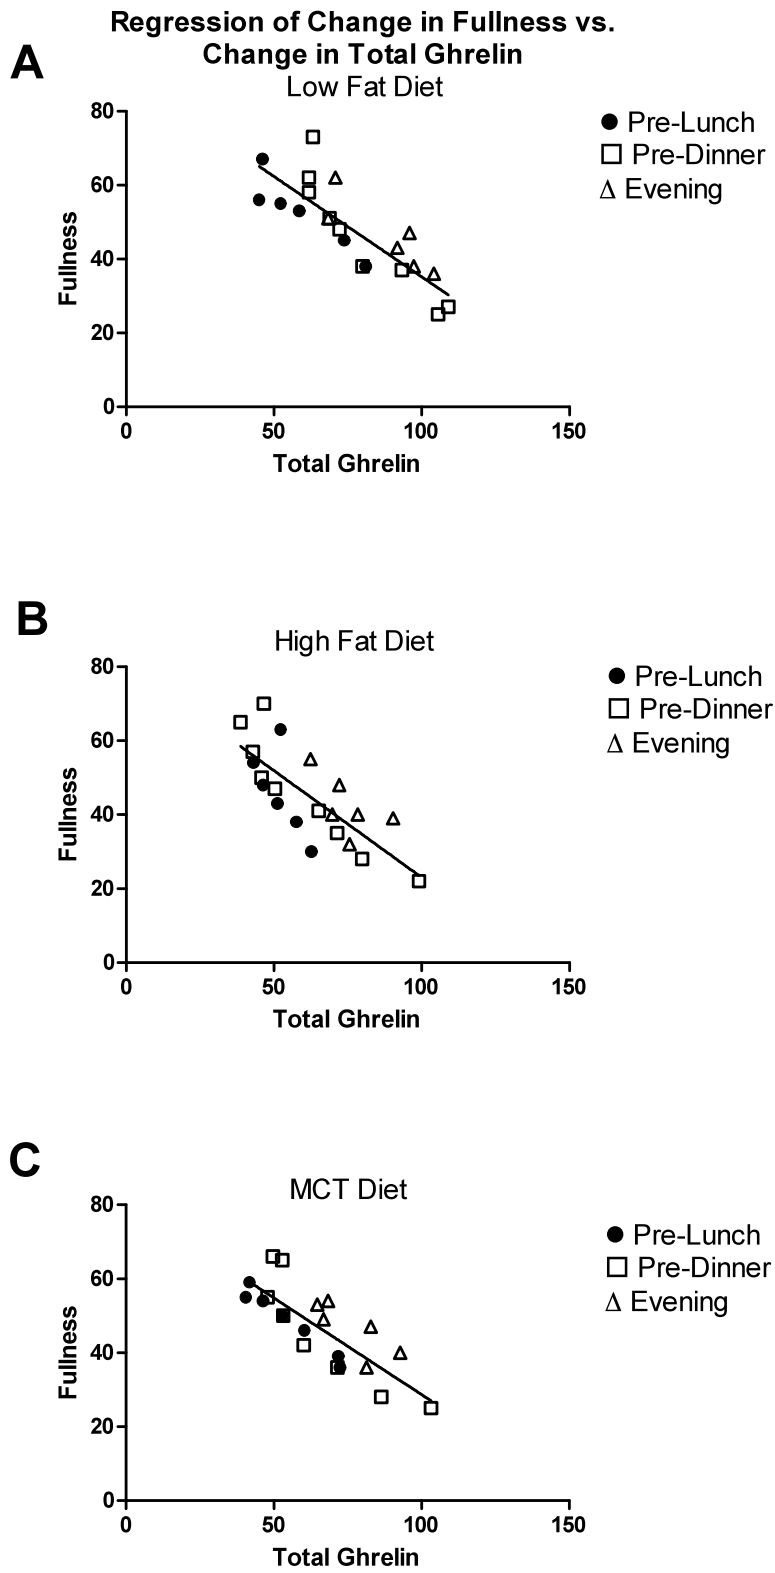 Regression of Change in Fullness vs.
Change in Total Ghrelin
A
Low Fat Diet
80
60
40
20
0
Fullness
0 50 100 150
Total Ghrelin
● Pre-Lunch
□ Pre-Dinner
Δ Evening
B
High Fat Diet
80
60
40
20
0
Fullness
0 50 100 150
Total Ghrelin
● Pre-Lunch
□ Pre-Dinner
Δ Evening
C
MCT Diet
80
60
40
20
0
Fullness
0 50 100 150
Total Ghrelin
● Pre-Lunch
□ Pre-Dinner
Δ Evening